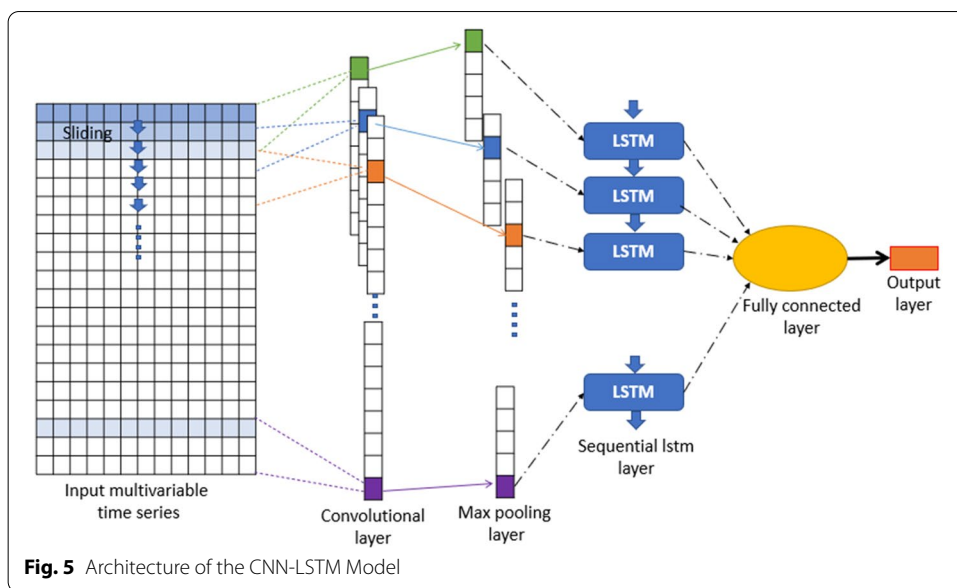 Sliding
LSTM
LSTM
LSTM
LSTM
Input multivariable
time series
Convolutional
layer
Max pooling
layer
Sequential lstm
layer
Fully connected
layer
Output
layer
Fig. 5 Architecture of the CNN-LSTM Model